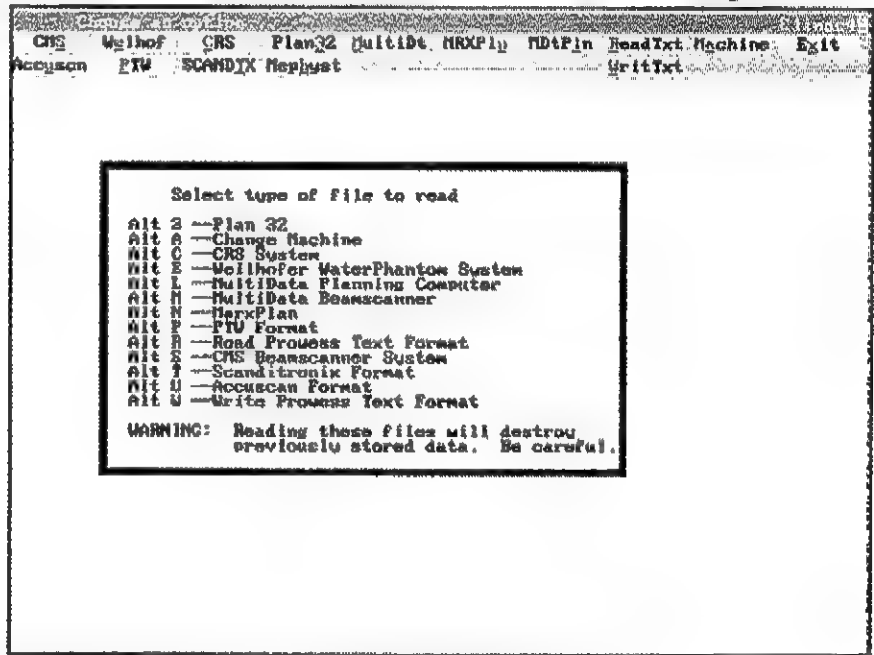 CMS Wellhof CRS Plan32 MultiDt MRXPln MDtPln ReadTxt Machine Exit
Accuscn PTW SCANDTX Mephyst WritTxt
Select type of file to read
Alt 3 —Plan 32
Alt A —Change Machine
Alt C —CRS System
Alt E —Wellhofer WaterPhantom System
Alt L —MultiData Planning Computer
Alt M —MultiData Beamscanner
Alt N —MarxPlan
Alt P —PTW Format
Alt R —Read Prowess Text Format
Alt S —CMS Beamscanner System
Alt T —Scanditronix Format
Alt U —Accuscan Format
Alt W —Write Prowess Text Format
WARNING: Reading these files will destroy
previously stored data. Be careful.